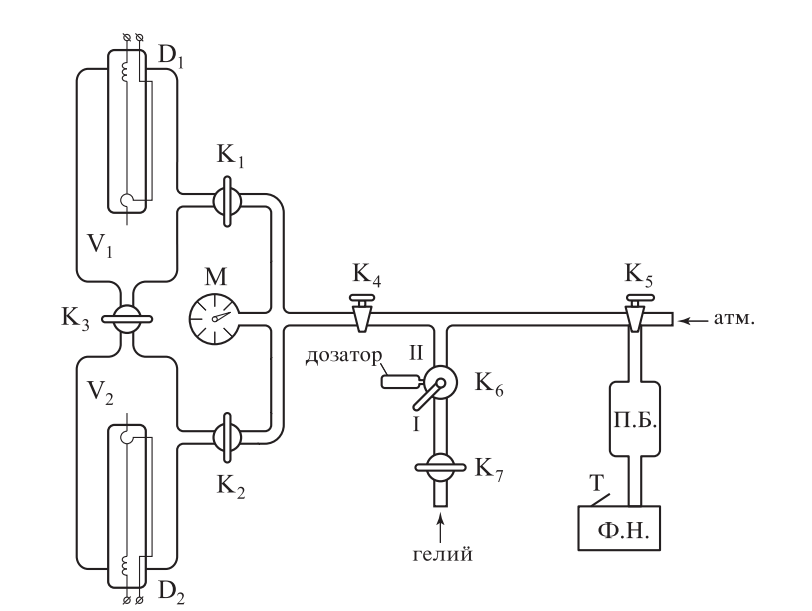 D1
K1
V1
M
K4
K5
атм.
K3
дозатор
II
K6
V2
I
П.Б.
K2
K7
T
Ф.Н.
гелий
D2